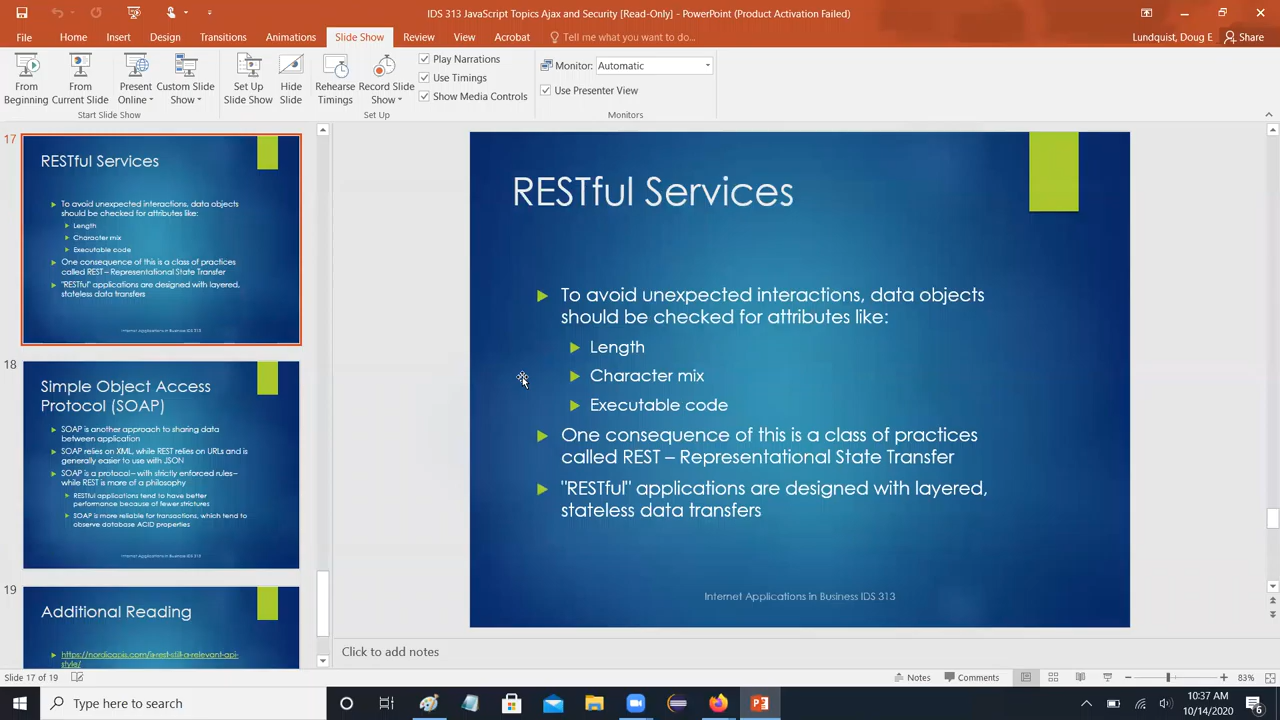 IDS 313 JavaScript Topics Ajax and Security [Read-Only] - PowerPoint (Product Activation Failed)
File Home Insert Design Transitions Animations Slide Show Review View Acrobat Tell me what you want to do... Lundquist, Doug E Share
From Beginning
From Current Slide
Present Online
Custom Slide Show
Set Up Slide Show
Hide Slide
Rehearse Timings
Record Slide Show
Play Narrations
Use Timings
Show Media Controls
Monitor: Automatic
Use Presenter View
Start Slide Show
Set Up
Monitors
17
RESTful Services
To avoid unexpected interactions, data objects
should be checked for attributes like:
Length
Character mix
Executable code
One consequence of this is a class of practices
called REST – Representational State Transfer
"RESTful" applications are designed with layered,
stateless data transfers
Internet Applications in Business IDS 313
18
Simple Object Access
Protocol (SOAP)
SOAP is another approach to sharing data
between application
SOAP relies on XML, while REST relies on URLs and is
generally easier to use with JSON
SOAP is a protocol– with strictly enforced rules–
while REST is more of a philosophy
RESTful applications tend to have better
performance because of fewer strictures
SOAP is more reliable for transactions, which tend to
observe database ACID properties
Internet Applications in Business IDS 313
19
Additional Reading
https://nordicapis.com/is-rest-still-a-relevant-api-
style/
RESTful Services
To avoid unexpected interactions, data objects
should be checked for attributes like:
Length
Character mix
Executable code
One consequence of this is a class of practices
called REST – Representational State Transfer
"RESTful" applications are designed with layered,
stateless data transfers
Internet Applications in Business IDS 313
Click to add notes
Slide 17 of 19 Notes Comments 83%
Type here to search
10:37 AM
10/14/2020
6